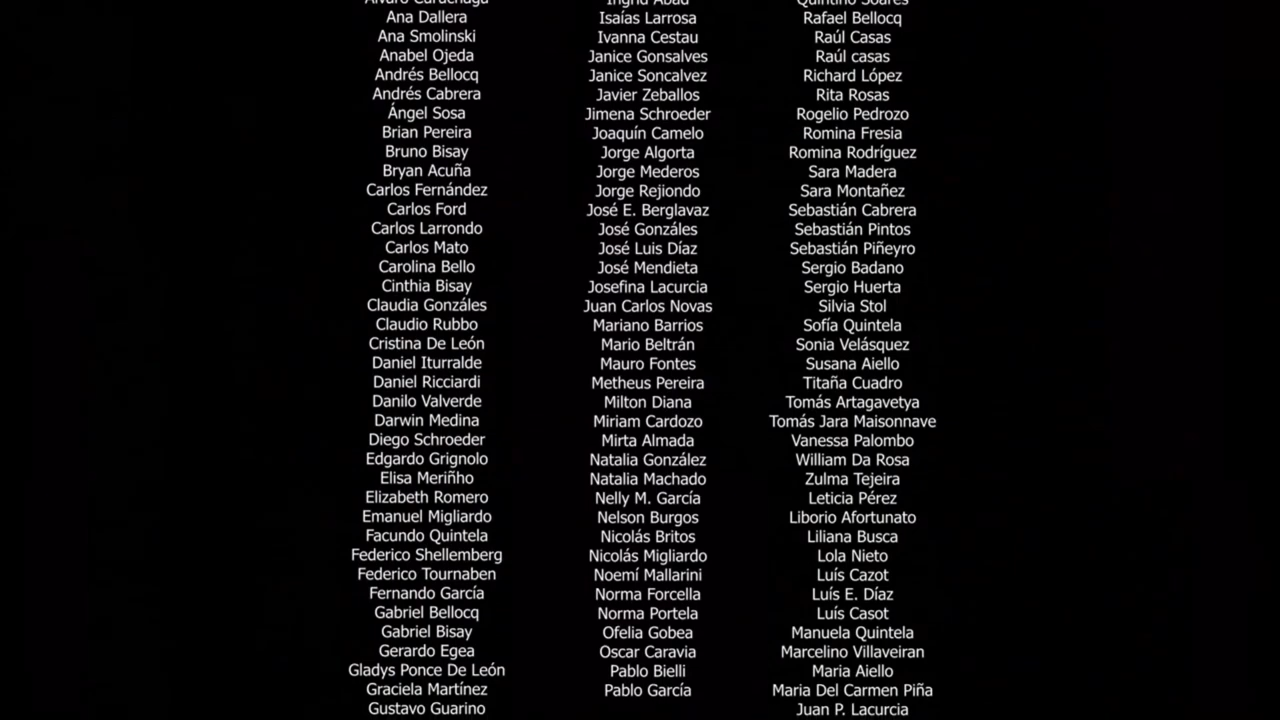 Ana Dallera
Ana Smolinski
Anabel Ojeda
Andrés Bellocq
Andrés Cabrera
Ángel Sosa
Brian Pereira
Bruno Bisay
Bryan Acuña
Carlos Fernández
Carlos Ford
Carlos Larrondo
Carlos Mato
Carolina Bello
Cinthia Bisay
Claudia Gonzáles
Claudio Rubbo
Cristina De León
Daniel Iturralde
Daniel Ricciardi
Danilo Valverde
Darwin Medina
Diego Schroeder
Edgardo Grignolo
Elisa Meriñho
Elizabeth Romero
Emanuel Migliardo
Facundo Quintela
Federico Shellemberg
Federico Tournaben
Fernando García
Gabriel Bellocq
Gabriel Bisay
Gerardo Egea
Gladys Ponce De León
Graciela Martínez
Gustavo Guarino
Ingrid Abad
Isaías Larrosa
Ivanna Cestau
Janice Gonsalves
Janice Soncalvez
Javier Zeballos
Jimena Schroeder
Joaquín Camelo
Jorge Algorta
Jorge Mederos
Jorge Rejiondo
José E. Berglavaz
José Gonzáles
José Luis Díaz
José Mendieta
Josefina Lacurcia
Juan Carlos Novas
Mariano Barrios
Mario Beltrán
Mauro Fontes
Metheus Pereira
Milton Diana
Miriam Cardozo
Mirta Almada
Natalia González
Natalia Machado
Nelly M. García
Nelson Burgos
Nicolás Britos
Nicolás Migliardo
Noemí Mallarini
Norma Forcella
Norma Portela
Ofelia Gobea
Oscar Caravia
Pablo Bielli
Pablo García
Quintino Soares
Rafael Bellocq
Raúl Casas
Raúl casas
Richard López
Rita Rosas
Rogelio Pedrozo
Romina Fresia
Romina Rodríguez
Sara Madera
Sara Montañez
Sebastián Cabrera
Sebastián Pintos
Sebastián Piñeyro
Sergio Badano
Sergio Huerta
Silvia Stol
Sofía Quintela
Sonia Velásquez
Susana Aiello
Titaña Cuadro
Tomás Artagavetya
Tomás Jara Maisonnave
Vanessa Palombo
William Da Rosa
Zulma Tejeira
Leticia Pérez
Liborio Afortunato
Liliana Busca
Lola Nieto
Luís Cazot
Luís E. Díaz
Luís Casot
Manuela Quintela
Marcelino Villaveiran
Maria Aiello
Maria Del Carmen Piña
Juan P. Lacurcia